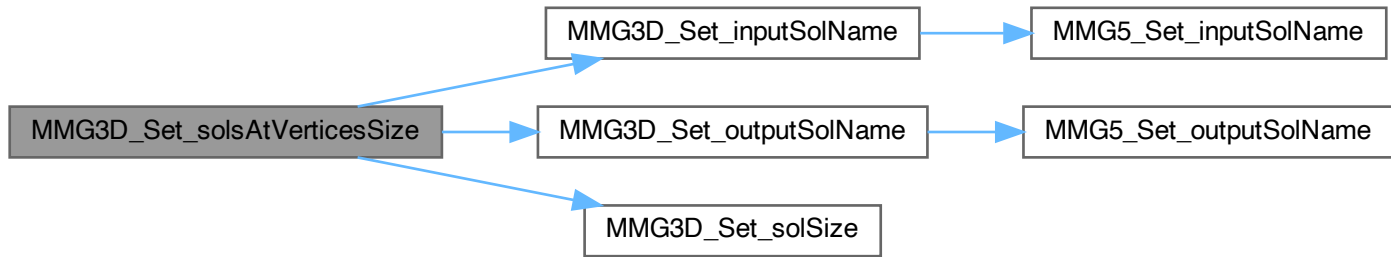 MMG3D_Set_inputSolName
MMG5_Set_inputSolName
MMG3D_Set_solsAtVerticesSize
MMG3D_Set_outputSolName
MMG5_Set_outputSolName
MMG3D_Set_solSize